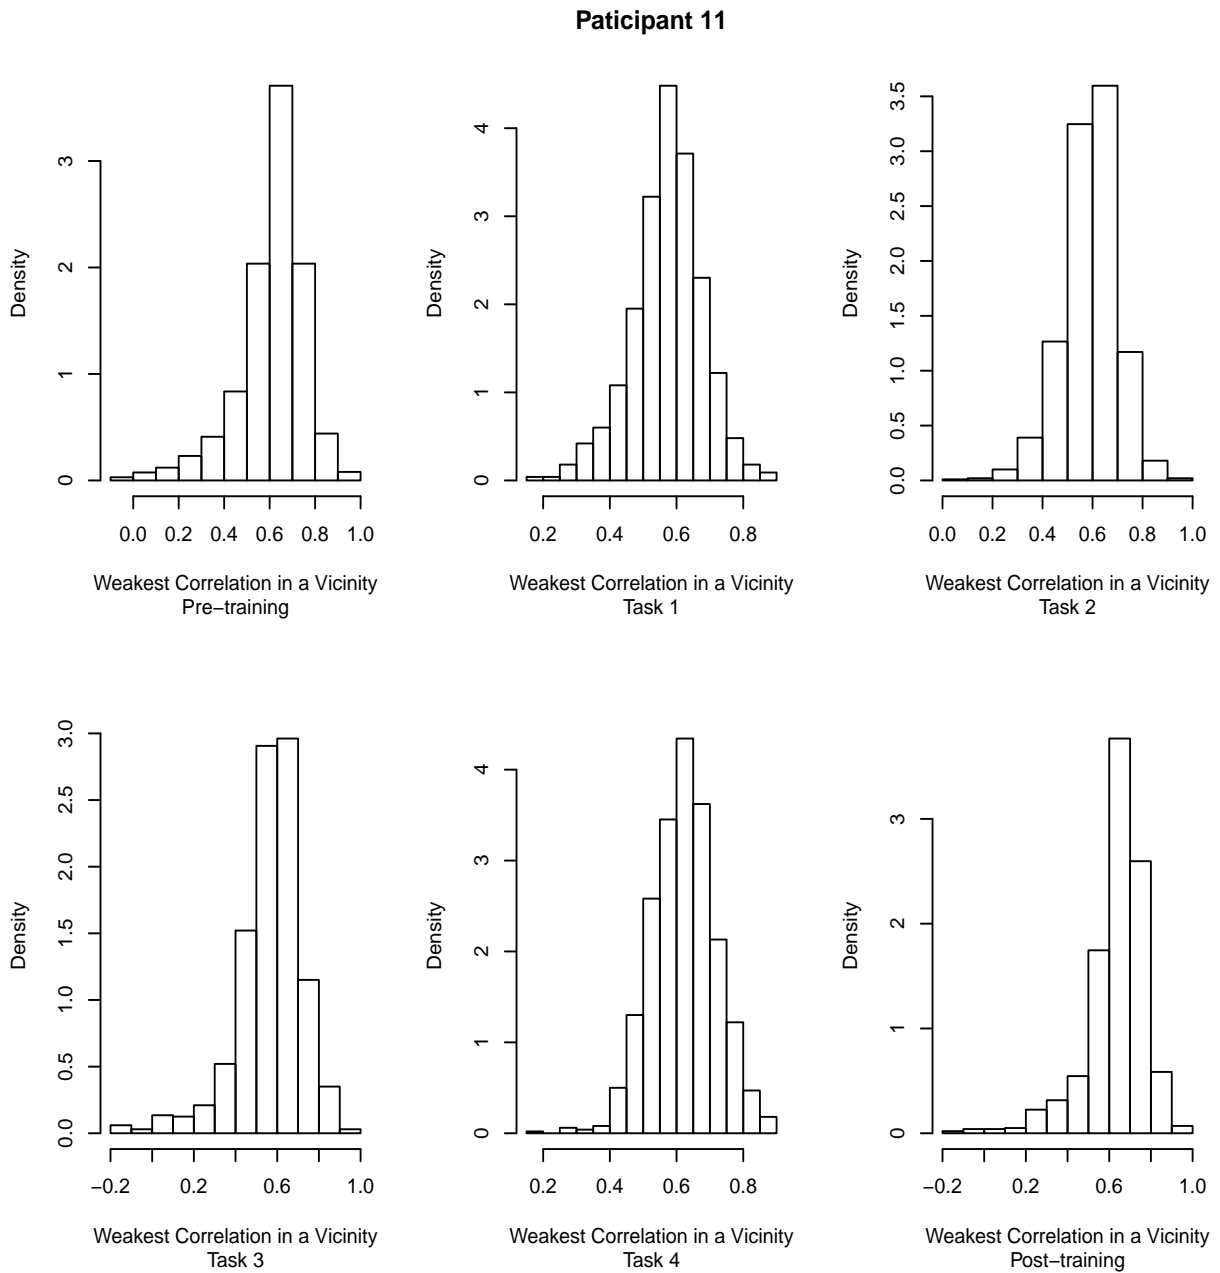 Paticipant 11
Density
0 1 2 3
0.0 0.2 0.4 0.6 0.8 1.0
Weakest Correlation in a Vicinity
Pre−training
Density
0 1 2 3 4
0.2 0.4 0.6 0.8
Weakest Correlation in a Vicinity
Task 1
Density
0.0 0.5 1.0 1.5 2.0 2.5 3.0 3.5
0.0 0.2 0.4 0.6 0.8 1.0
Weakest Correlation in a Vicinity
Task 2
Density
0.0 0.5 1.0 1.5 2.0 2.5 3.0
−0.2 0.2 0.6 1.0
Weakest Correlation in a Vicinity
Task 3
Density
0 1 2 3 4
0.2 0.4 0.6 0.8
Weakest Correlation in a Vicinity
Task 4
Density
0 1 2 3
−0.2 0.2 0.6 1.0
Weakest Correlation in a Vicinity
Post−training